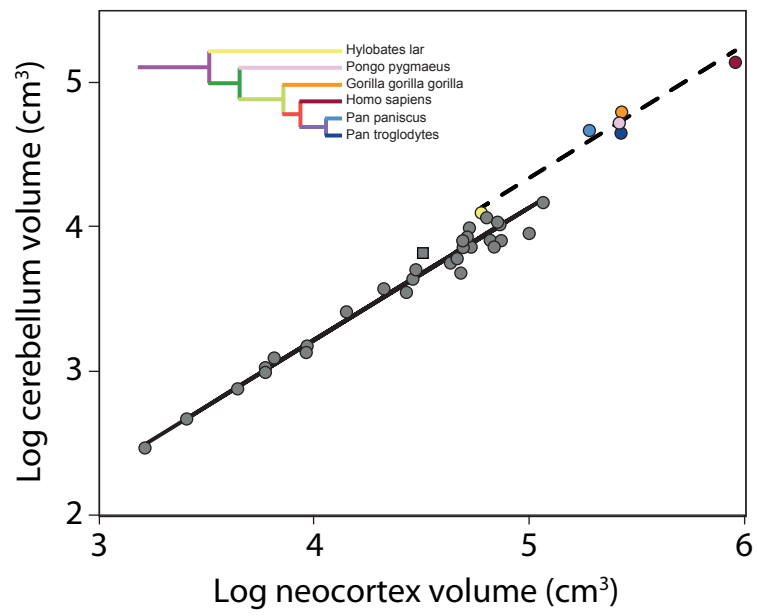 Hylobates lar
Pongo pygmaeus
Gorilla gorilla gorilla
Homo sapiens
Pan paniscus
Pan troglodytes
Log cerebellum volume (cm³)
5
4
3
2
3 4 5 6
Log neocortex volume (cm³)